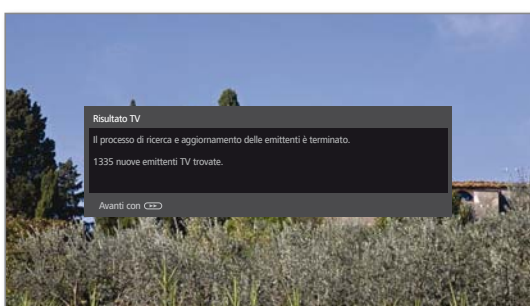 Risultato TV
Il processo di ricerca e aggiornamento delle emittenti è terminato.
1335 nuove emittenti TV trovate.
Avanti con